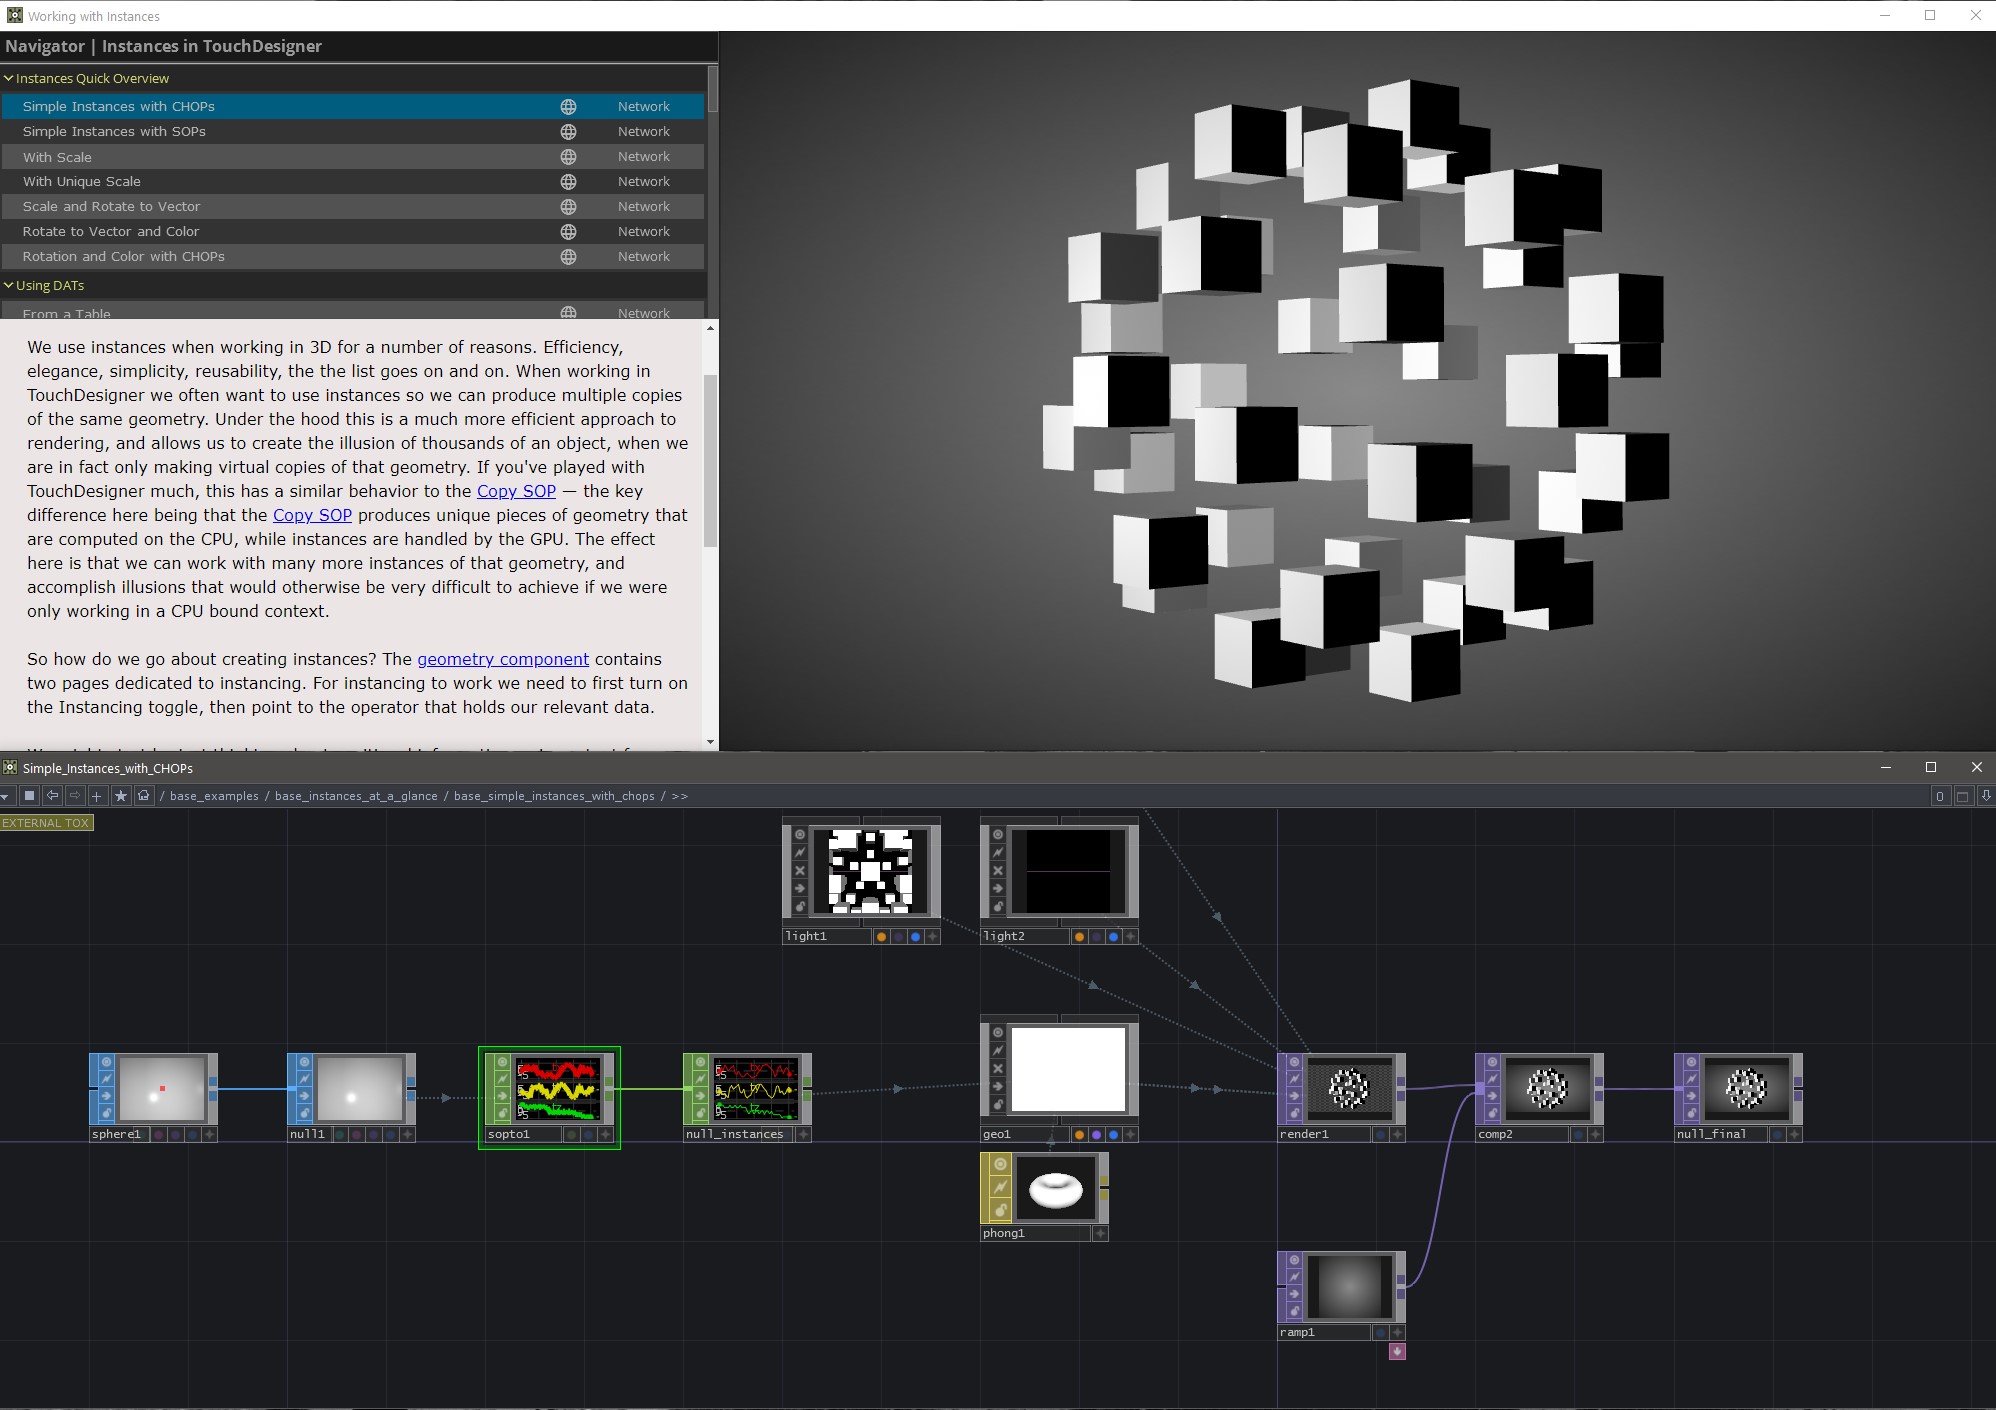 Working with Instances
Navigator | Instances in TouchDesigner
Instances Quick Overview
Simple Instances with CHOPs Network
Simple Instances with SOPs Network
With Scale Network
With Unique Scale Network
Scale and Rotate to Vector Network
Rotate to Vector and Color Network
Rotation and Color with CHOPs Network
Using DATs
From a Table Network
We use instances when working in 3D for a number of reasons. Efficiency,
elegance, simplicity, reusability, the the list goes on and on. When working in
TouchDesigner we often want to use instances so we can produce multiple copies
of the same geometry. Under the hood this is a much more efficient approach to
rendering, and allows us to create the illusion of thousands of an object, when we
are in fact only making virtual copies of that geometry. If you've played with
TouchDesigner much, this has a similar behavior to the Copy SOP — the key
difference here being that the Copy SOP produces unique pieces of geometry that
are computed on the CPU, while instances are handled by the GPU. The effect
here is that we can work with many more instances of that geometry, and
accomplish illusions that would otherwise be very difficult to achieve if we were
only working in a CPU bound context.
So how do we go about creating instances? The geometry component contains
two pages dedicated to instancing. For instancing to work we need to first turn on
the Instancing toggle, then point to the operator that holds our relevant data.
Simple_Instances_with_CHOPs
/ base_examples / base_instances_at_a_glance / base_simple_instances_with_chops / >> 0
EXTERNAL TOX
light1 light2
sphere1 null1 sopto1 null_instances geo1 render1 comp2 null_final
phong1
ramp1